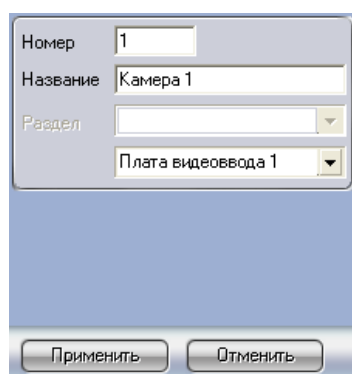 Номер 1
Название Камера 1
Раздел
Плата видеоввода 1
Применить Отменить